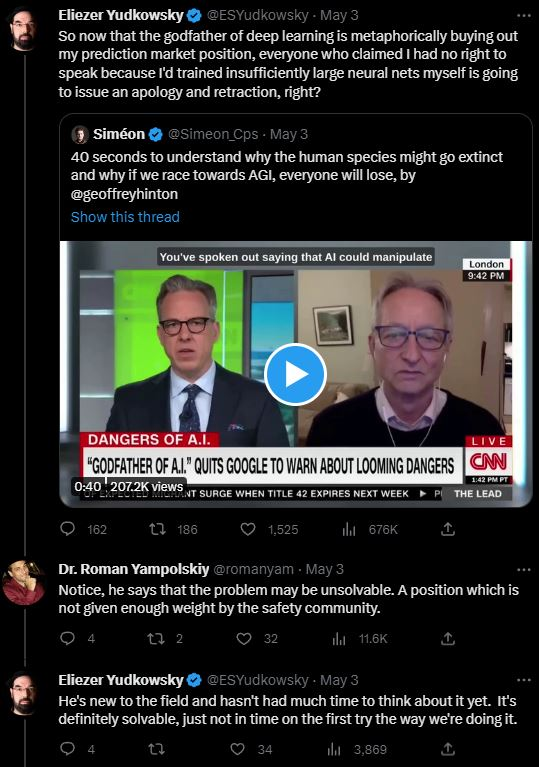 Eliezer Yudkowsky @ESYudkowsky · May 3
So now that the godfather of deep learning is metaphorically buying out
my prediction market position, everyone who claimed I had no right to
speak because I'd trained insufficiently large neural nets myself is going
to issue an apology and retraction, right?
Siméon @Simeon_Cps · May 3
40 seconds to understand why the human species might go extinct
and why if we race towards AGI, everyone will lose, by
@geoffreyhinton
Show this thread
You've spoken out saying that AI could manipulate
London
9:42 PM
DANGERS OF A.I.
LIVE
"GODFATHER OF A.I." QUITS GOOGLE TO WARN ABOUT LOOMING DANGERS
CNN
1:42 PM PT
0:40 207.2K views
OF EXPECTED MIGRANT SURGE WHEN TITLE 42 EXPIRES NEXT WEEK
THE LEAD
162 186 1,525 676K
Dr. Roman Yampolskiy @romanyam · May 3
Notice, he says that the problem may be unsolvable. A position which is
not given enough weight by the safety community.
4 2 32 11.6K
Eliezer Yudkowsky @ESYudkowsky · May 3
He's new to the field and hasn't had much time to think about it yet. It's
definitely solvable, just not in time on the first try the way we're doing it.
4 34 3,869